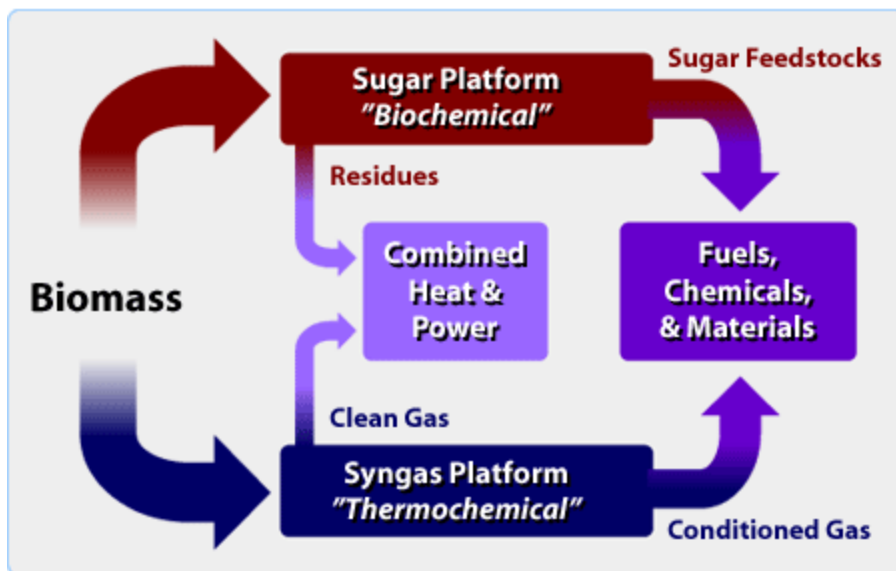 Sugar Feedstocks
Sugar Platform
”Biochemical”
Residues
Combined
Heat &
Power
Fuels,
Chemicals,
& Materials
Biomass
Clean Gas
Syngas Platform
”Thermochemical”
Conditioned Gas